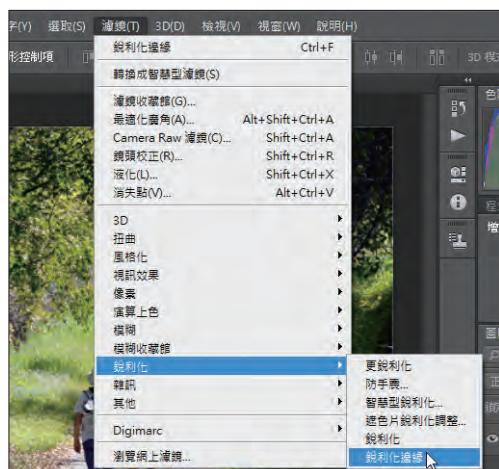 字(Y) 選取(S) 濾鏡(T) 3D(D) 檢視(V) 視窗(W) 說明(H)
形控制項
3D 模
銳利化邊緣 Ctrl+F
轉換成智慧型濾鏡(S)
濾鏡收藏館(G)...
最適化廣角(A)... Alt+Shift+Ctrl+A
Camera Raw 濾鏡(C)... Shift+Ctrl+A
鏡頭校正(R)... Shift+Ctrl+R
液化(L)... Shift+Ctrl+X
消失點(V)... Alt+Ctrl+V
3D
扭曲
風格化
視訊效果
像素
演算上色
模糊
模糊收藏館
銳利化
雜訊
其他
Digimarc
瀏覽網上濾鏡...
更銳利化
防手震...
智慧型銳利化...
遮色片銳利化調整...
銳利化
銳利化邊緣
色
增